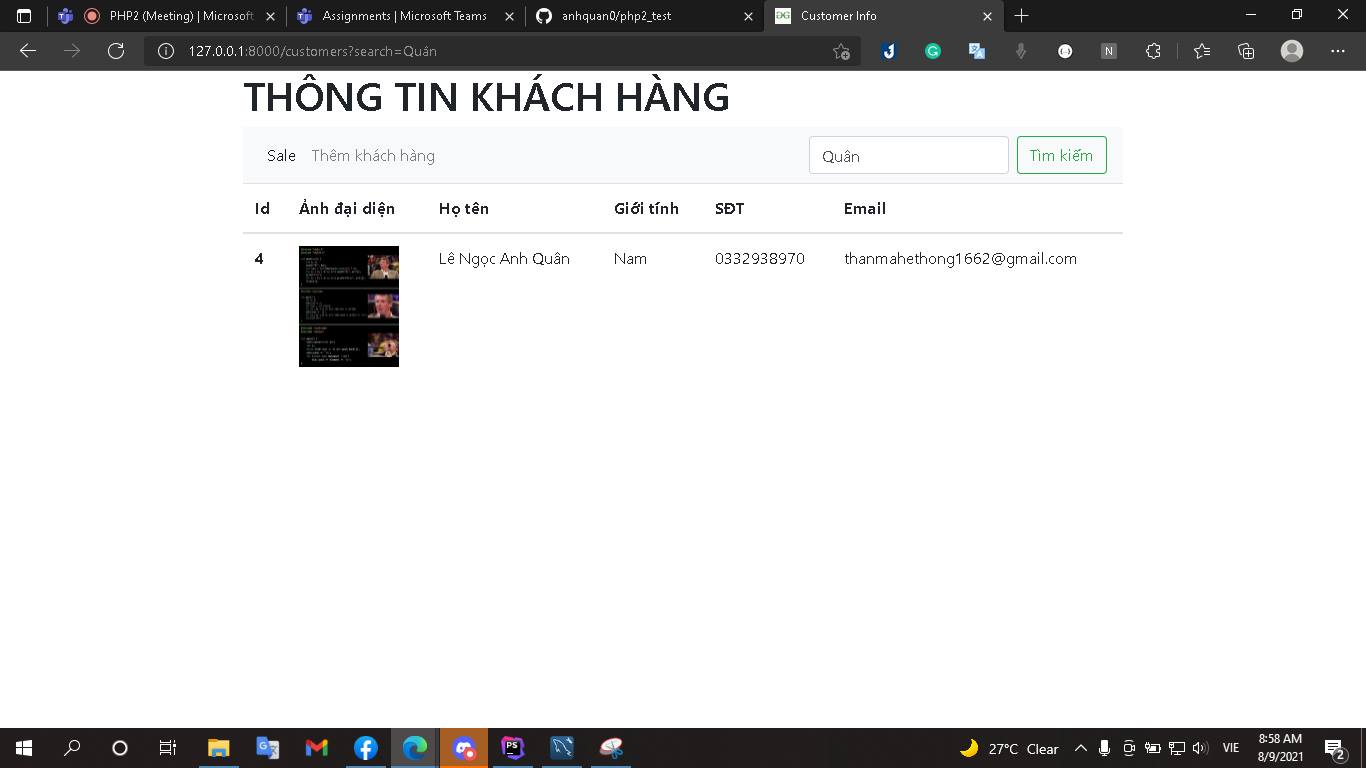 PHP2 (Meeting) | Microsoft
Assignments | Microsoft Teams
anhquan0/php2_test
Customer Info
127.0.0.1:8000/customers?search=Quân
THÔNG TIN KHÁCH HÀNG
Sale Thêm khách hàng Quân Tìm kiếm
Id Ảnh đại diện Họ tên Giới tính SĐT Email
4 Lê Ngọc Anh Quân Nam 0332938970 thanmahethong1662@gmail.com
27°C Clear VIE 8:58 AM
8/9/2021 2